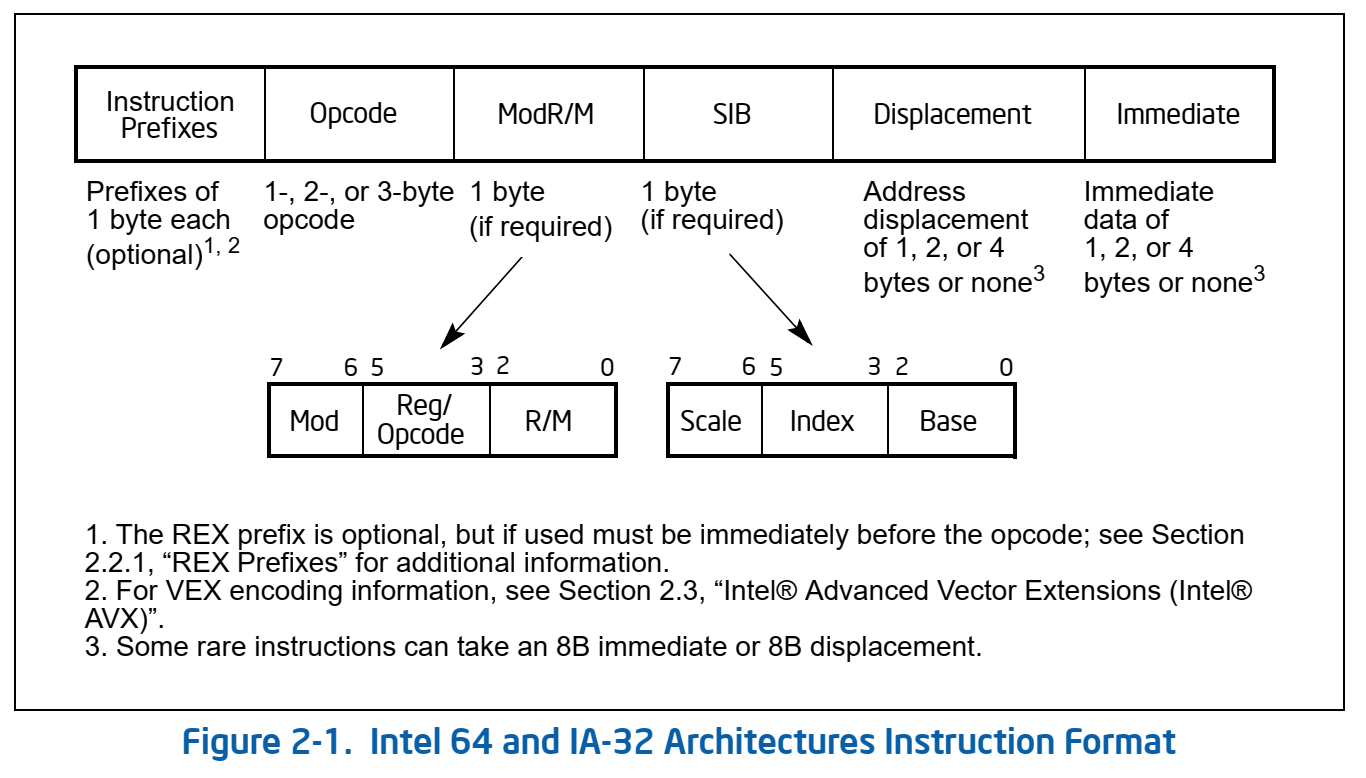 Instruction Prefixes
Opcode
ModR/M
SIB
Displacement
Immediate
Prefixes of
1 byte each
(optional)1, 2
1-, 2-, or 3-byte
opcode
1 byte
(if required)
1 byte
(if required)
Address
displacement
of 1, 2, or 4
bytes or none3
Immediate
data of
1, 2, or 4
bytes or none3
7 6 5 3 2 0
Mod
Reg/
Opcode
R/M
7 6 5 3 2 0
Scale
Index
Base
1. The REX prefix is optional, but if used must be immediately before the opcode; see Section
2.2.1, “REX Prefixes” for additional information.
2. For VEX encoding information, see Section 2.3, “Intel® Advanced Vector Extensions (Intel®
AVX)”.
3. Some rare instructions can take an 8B immediate or 8B displacement.
Figure 2-1. Intel 64 and IA-32 Architectures Instruction Format